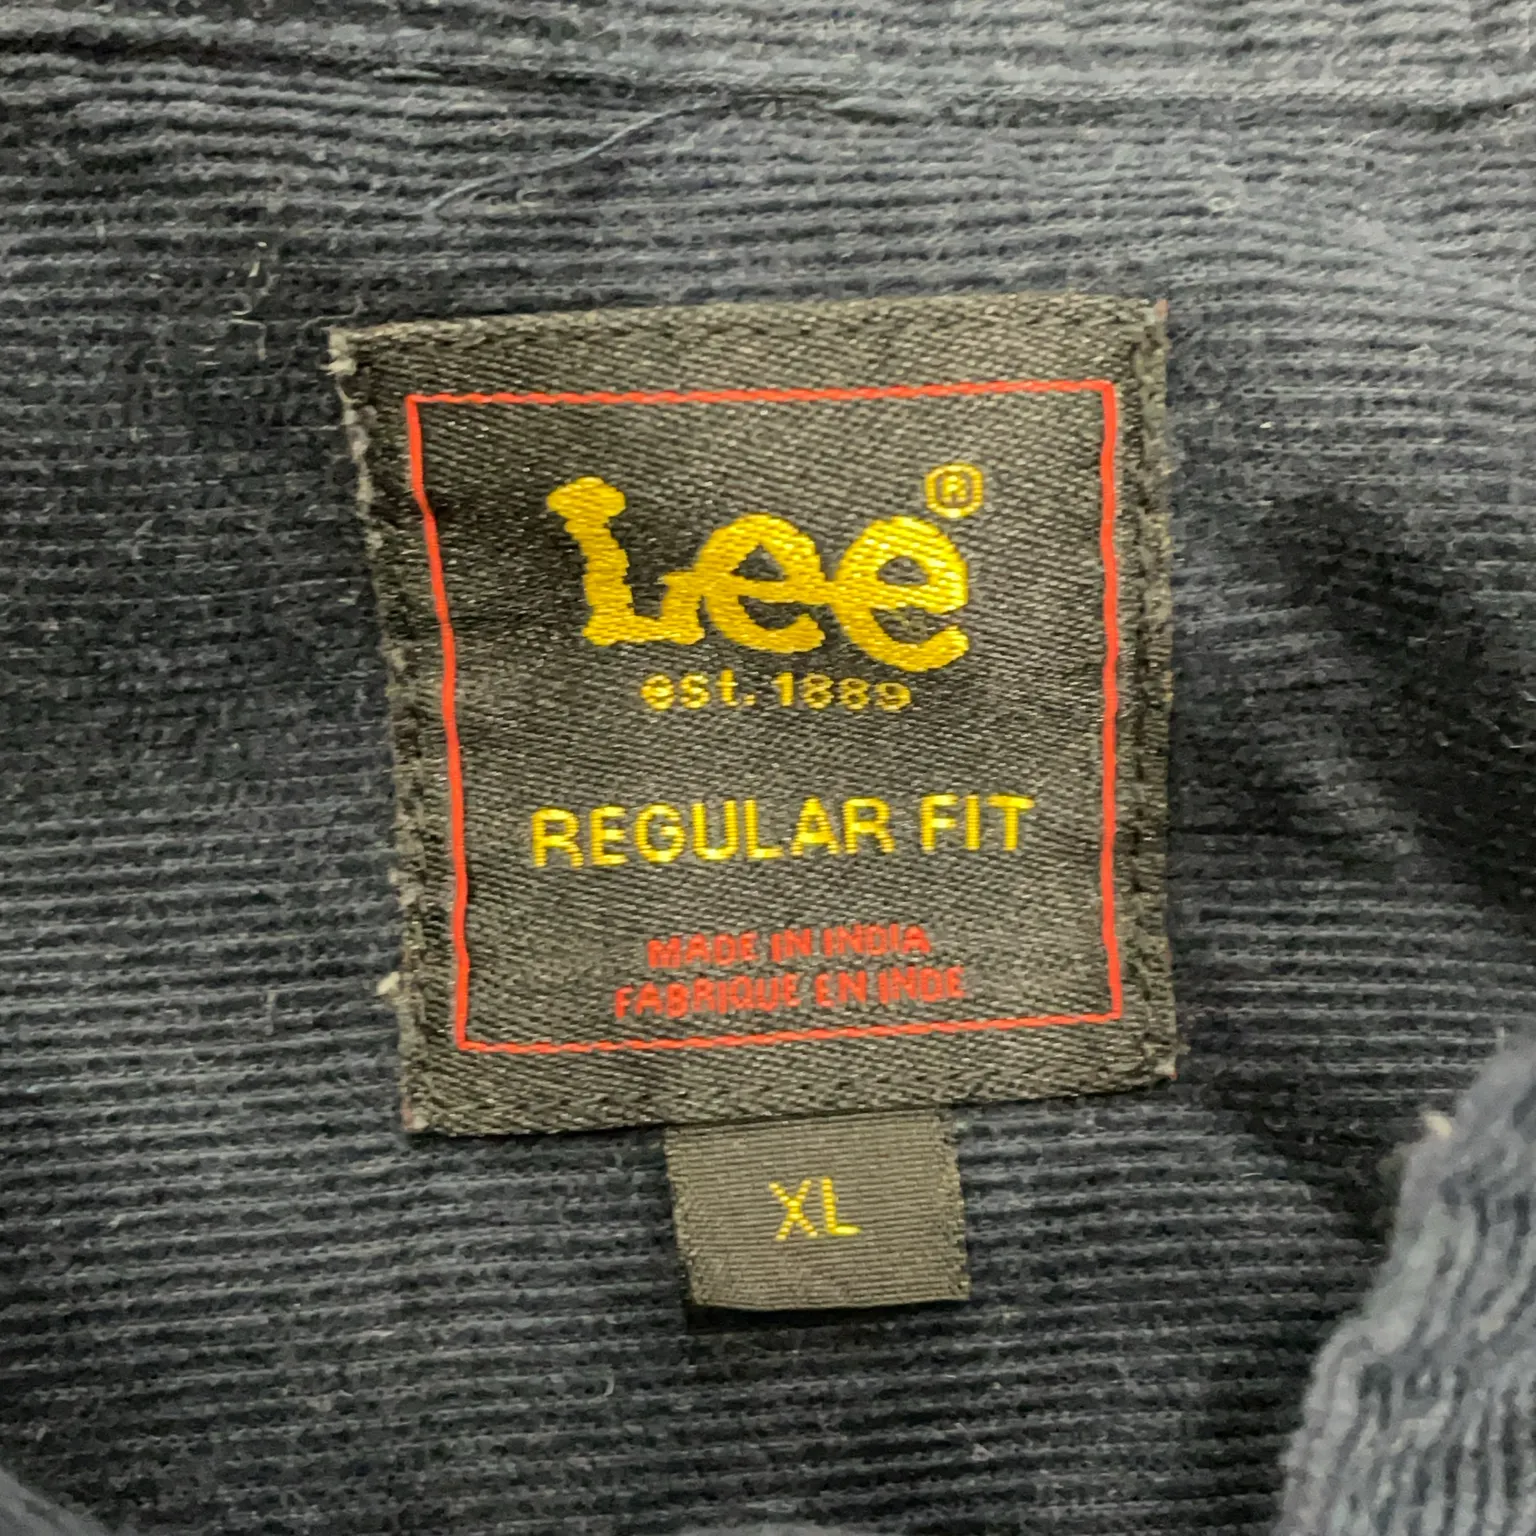 Lee®
est. 1889
REGULAR FIT
MADE IN INDIA
FABRIQUE EN INDE
XL